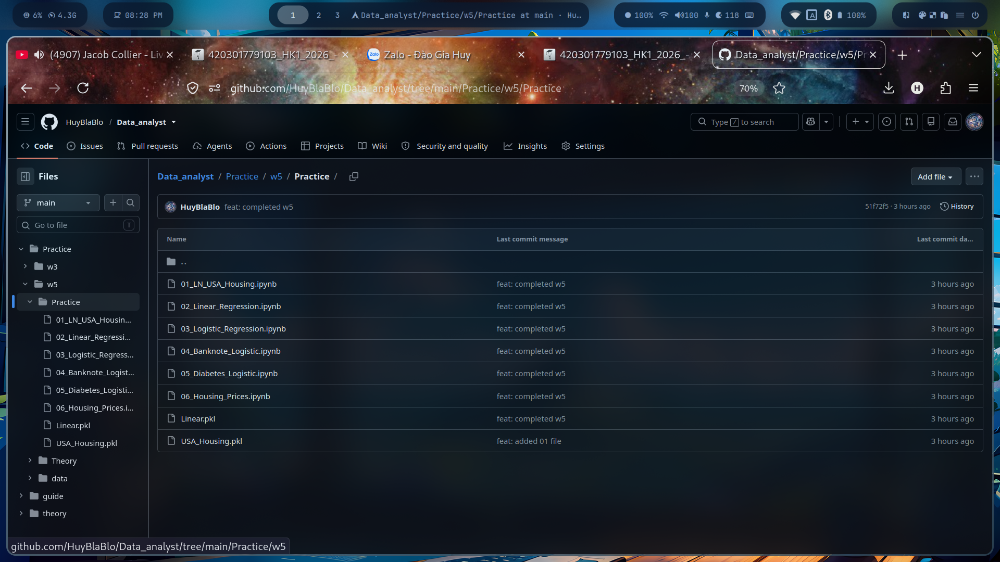 6% 4.3G
08:28 PM
1 2 3 Data_analyst/Practice/w5/Practice at main · Hu…
100% 100 118
A 100%
(4907) Jacob Collier - Liv
420301779103_HK1_2026_-
Zalo - Đào Gia Huy
420301779103_HK1_2026_-
Data_analyst/Practice/w5/Pr
github.com/HuyBlaBlo/Data_analyst/tree/main/Practice/w5/Practice
70%
H
HuyBlaBlo / Data_analyst
Type / to search
Code Issues Pull requests Agents Actions Projects Wiki Security and quality Insights Settings
Files
main
Go to file T
Practice
w3
w5
Practice
01_LN_USA_Housin...
02_Linear_Regressi...
03_Logistic_Regress...
04_Banknote_Logist...
05_Diabetes_Logisti...
06_Housing_Prices.i...
Linear.pkl
USA_Housing.pkl
Theory
data
guide
theory
Data_analyst / Practice / w5 / Practice /
Add file
HuyBlaBlo feat: completed w5
51f72f5 · 3 hours ago
History
Name Last commit message Last commit da...
..
01_LN_USA_Housing.ipynb feat: completed w5 3 hours ago
02_Linear_Regression.ipynb feat: completed w5 3 hours ago
03_Logistic_Regression.ipynb feat: completed w5 3 hours ago
04_Banknote_Logistic.ipynb feat: completed w5 3 hours ago
05_Diabetes_Logistic.ipynb feat: completed w5 3 hours ago
06_Housing_Prices.ipynb feat: completed w5 3 hours ago
Linear.pkl feat: completed w5 3 hours ago
USA_Housing.pkl feat: added 01 file 3 hours ago
github.com/HuyBlaBlo/Data_analyst/tree/main/Practice/w5